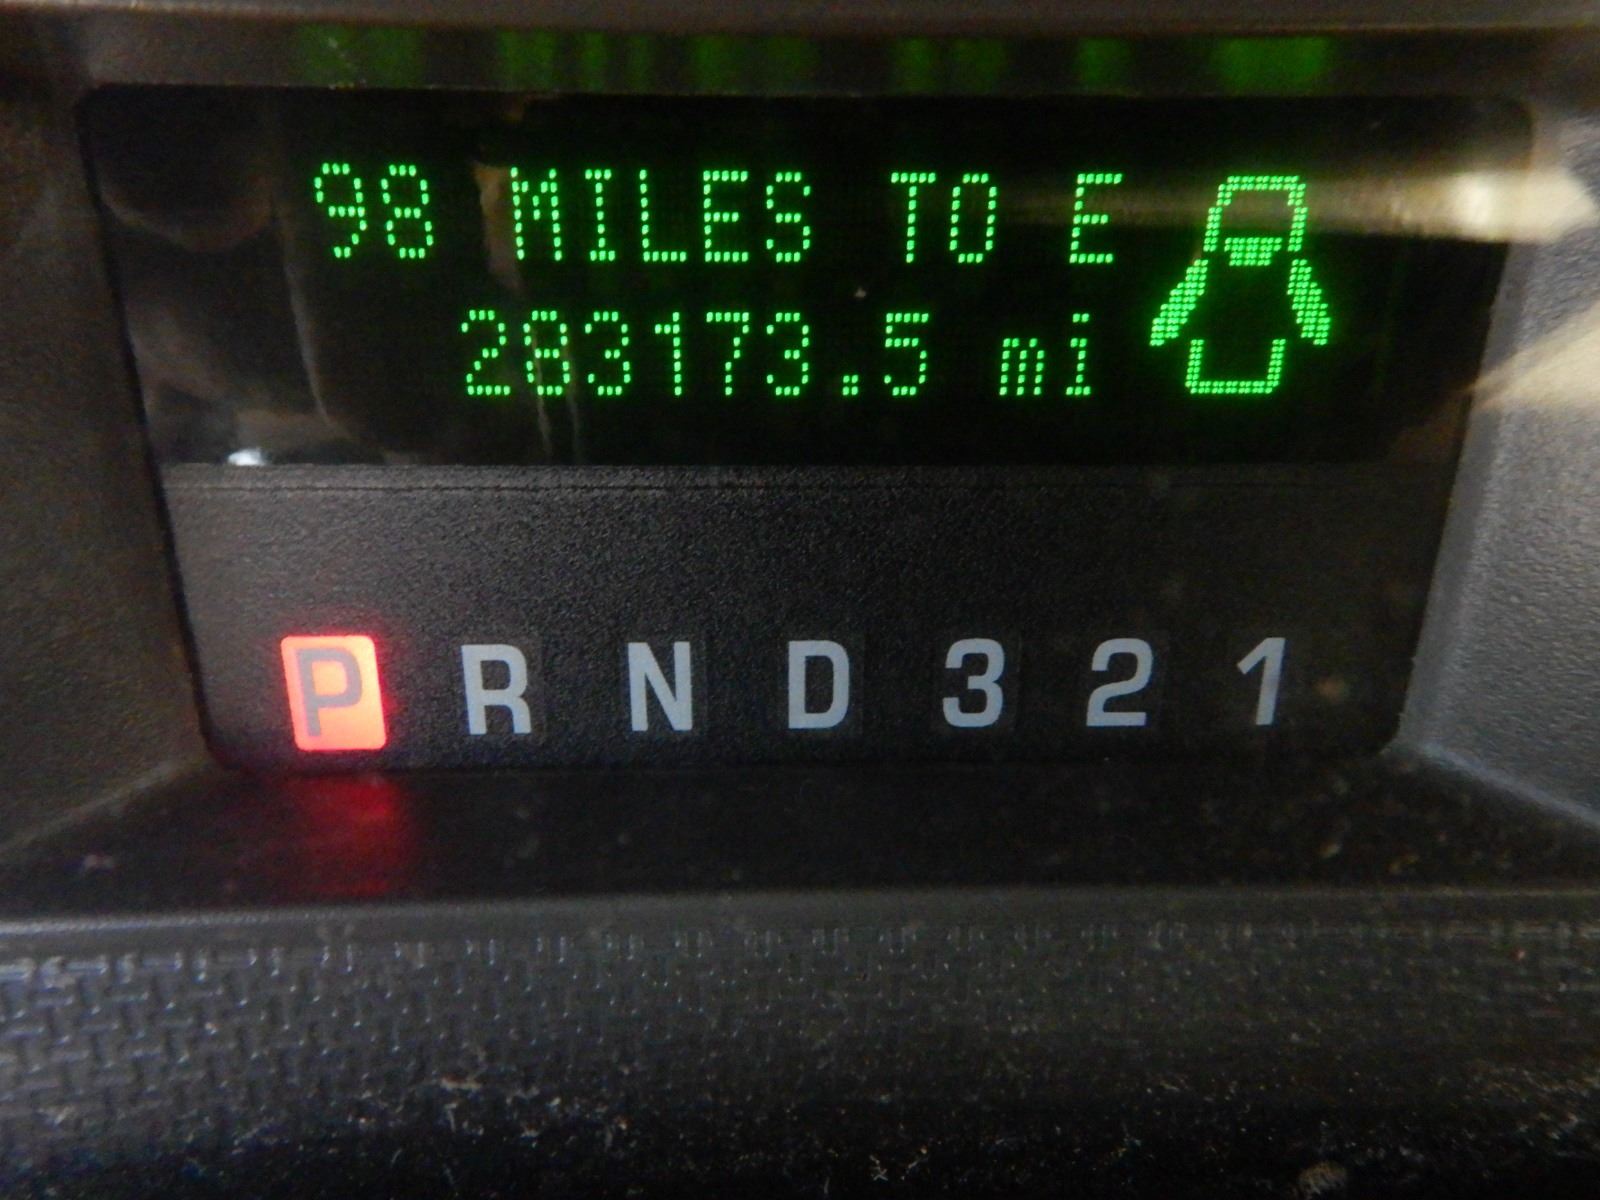 98 MILES TO E
283173.5 mi
P R N D 3 2 1